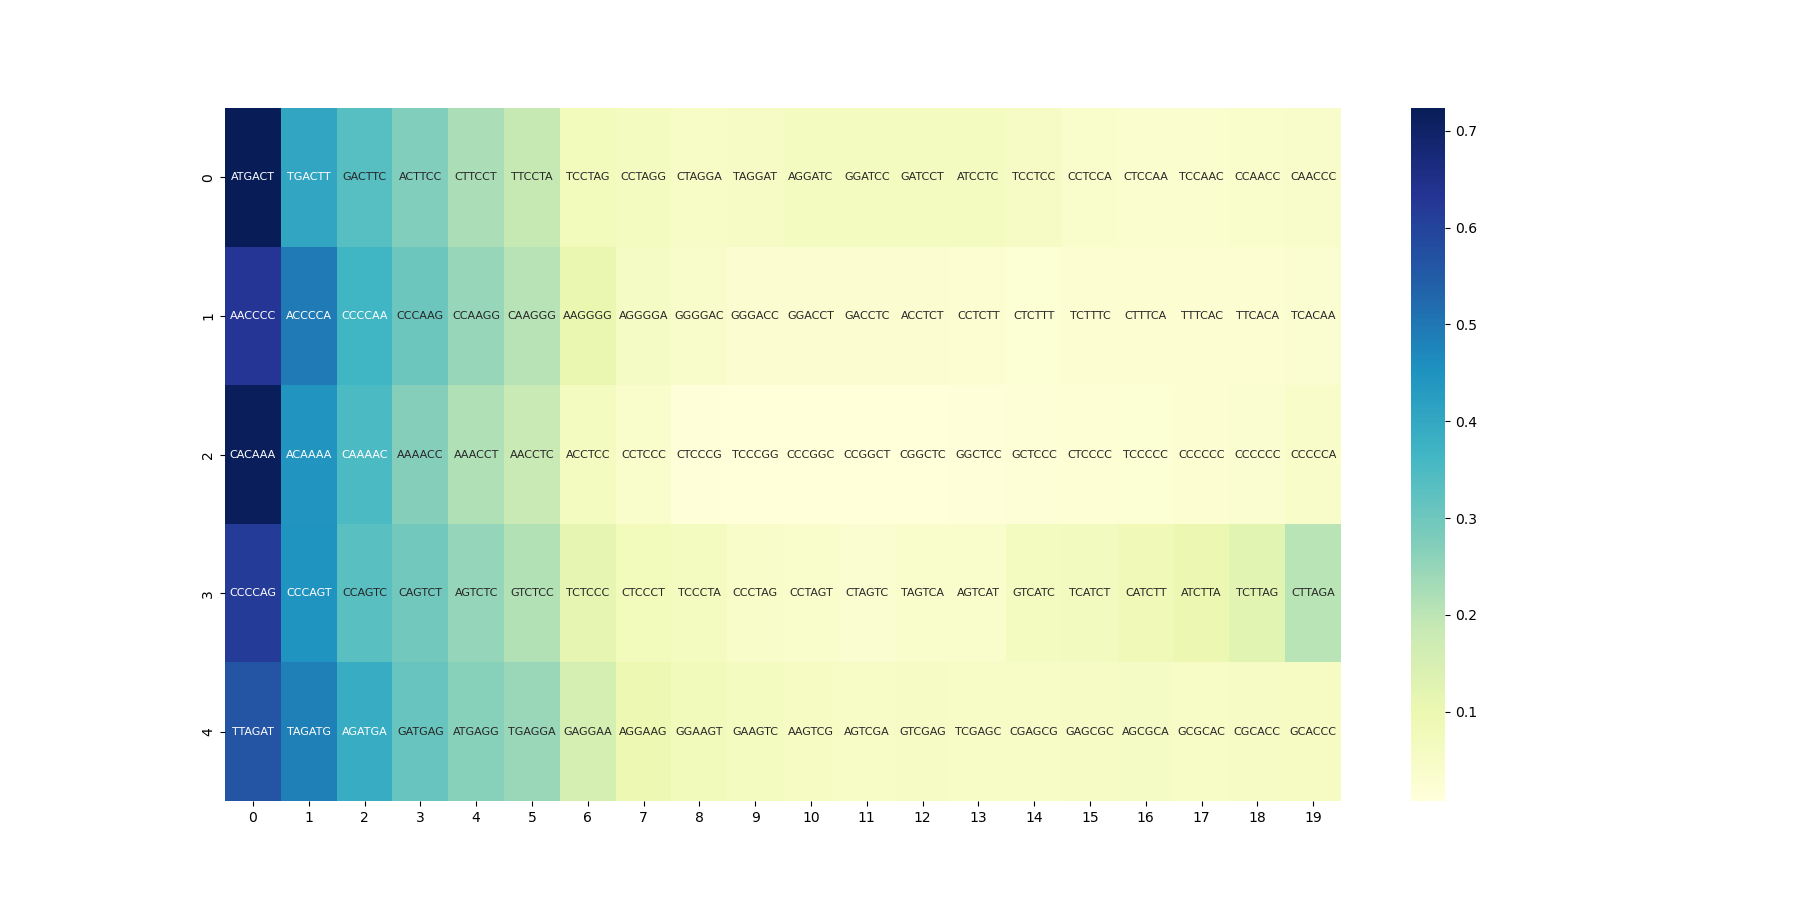 0 ATGACT TGACTT GACTTC ACTTCC CTTCCT TTCCTA TCCTAG CCTAGG CTAGGA TAGGAT AGGATC GGATCC GATCCT ATCCTC TCCTCC CCTCCA CTCCAA TCCAAC CCAACC CAACCC
1 AACCCC ACCCCA CCCCAA CCCAAG CCAAGG CAAGGG AAGGGG AGGGGA GGGGAC GGGACC GGACCT GACCTC ACCTCT CCTCTT CTCTTT TCTTTC CTTTCA TTTCAC TTCACA TCACAA
2 CACAAA ACAAAA CAAAAC AAAACC AAACCT AACCTC ACCTCC CCTCCC CTCCCG TCCCGG CCCGGC CCGGCT CGGCTC GGCTCC GCTCCC CTCCCC TCCCCC CCCCCC CCCCCC CCCCCA
3 CCCCAG CCCAGT CCAGTC CAGTCT AGTCTC GTCTCC TCTCCC CTCCCT TCCCTA CCCTAG CCTAGT CTAGTC TAGTCA AGTCAT GTCATC TCATCT CATCTT ATCTTA TCTTAG CTTAGA
4 TTAGAT TAGATG AGATGA GATGAG ATGAGG TGAGGA GAGGAA AGGAAG GGAAGT GAAGTC AAGTCG AGTCGA GTCGAG TCGAGC CGAGCG GAGCGC AGCGCA GCGCAC CGCACC GCACCC
0 1 2 3 4 5 6 7 8 9 10 11 12 13 14 15 16 17 18 19
0.7
0.6
0.5
0.4
0.3
0.2
0.1